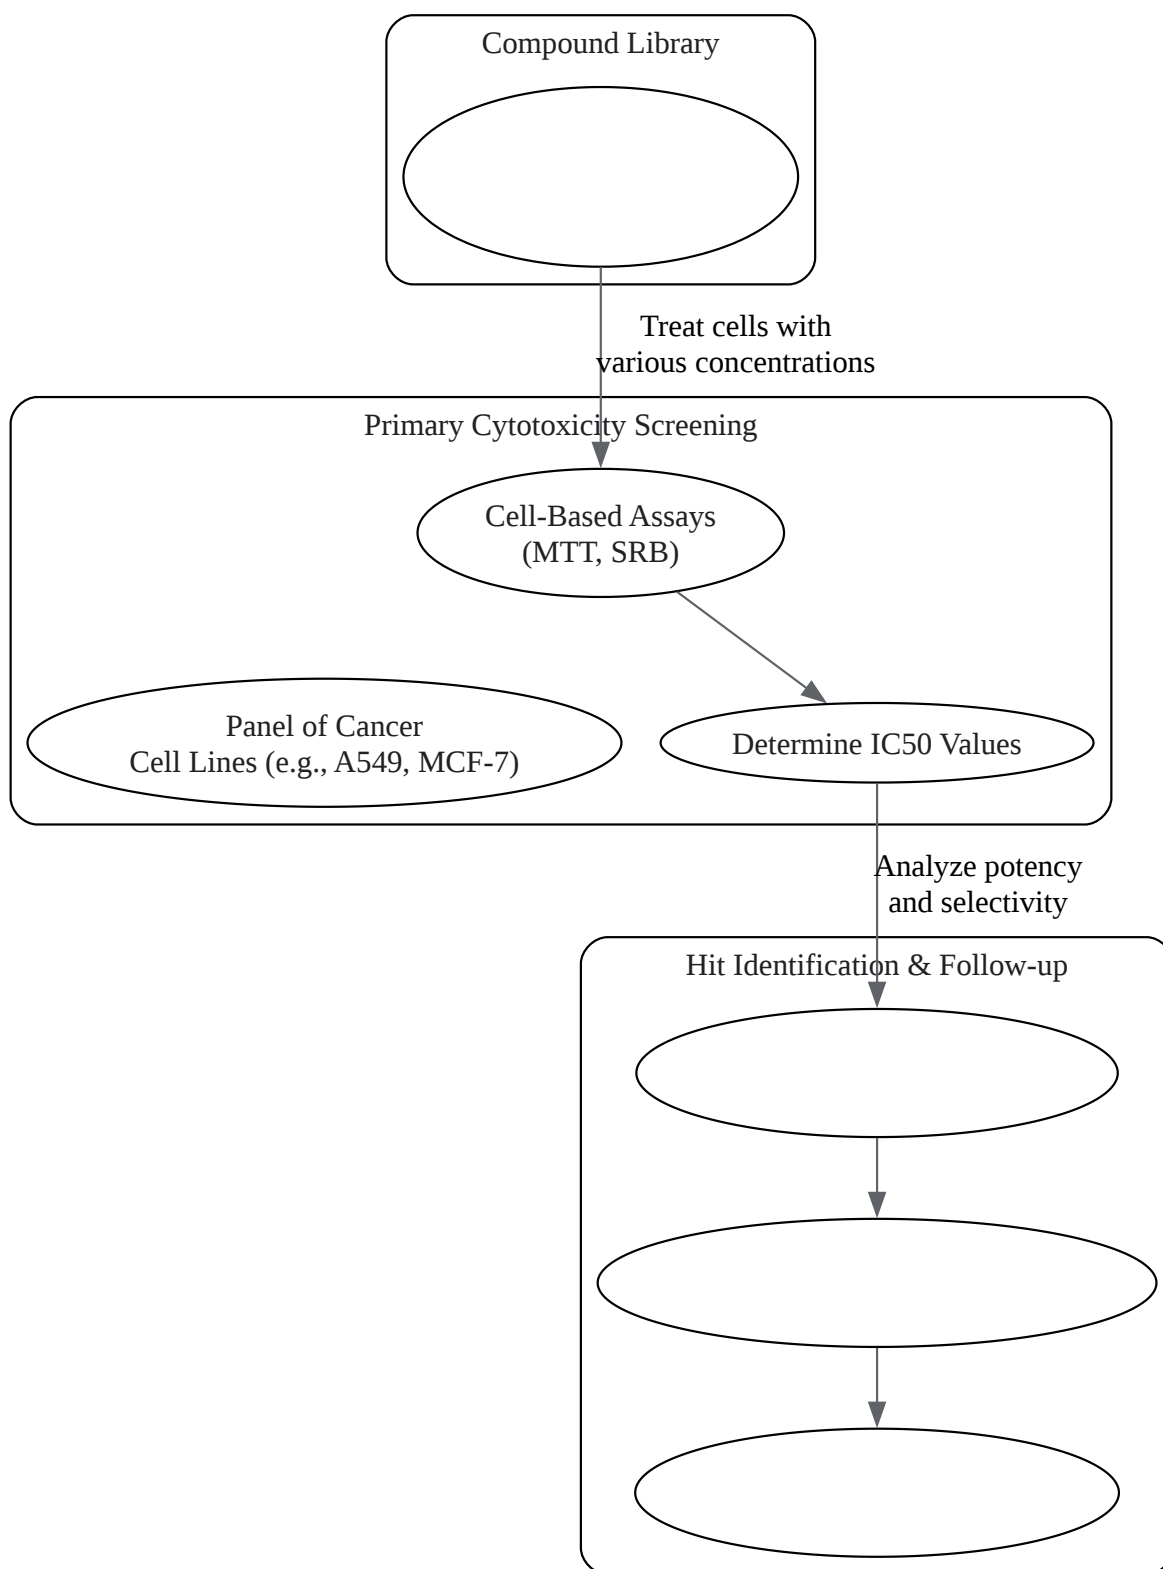 Compound Library
Treat cells with
various concentrations
Primary Cytotoxicity Screening
Cell-Based Assays
(MTT, SRB)
Panel of Cancer
Cell Lines (e.g., A549, MCF-7)
Determine IC50 Values
Analyze potency
and selectivity
Hit Identification & Follow-up